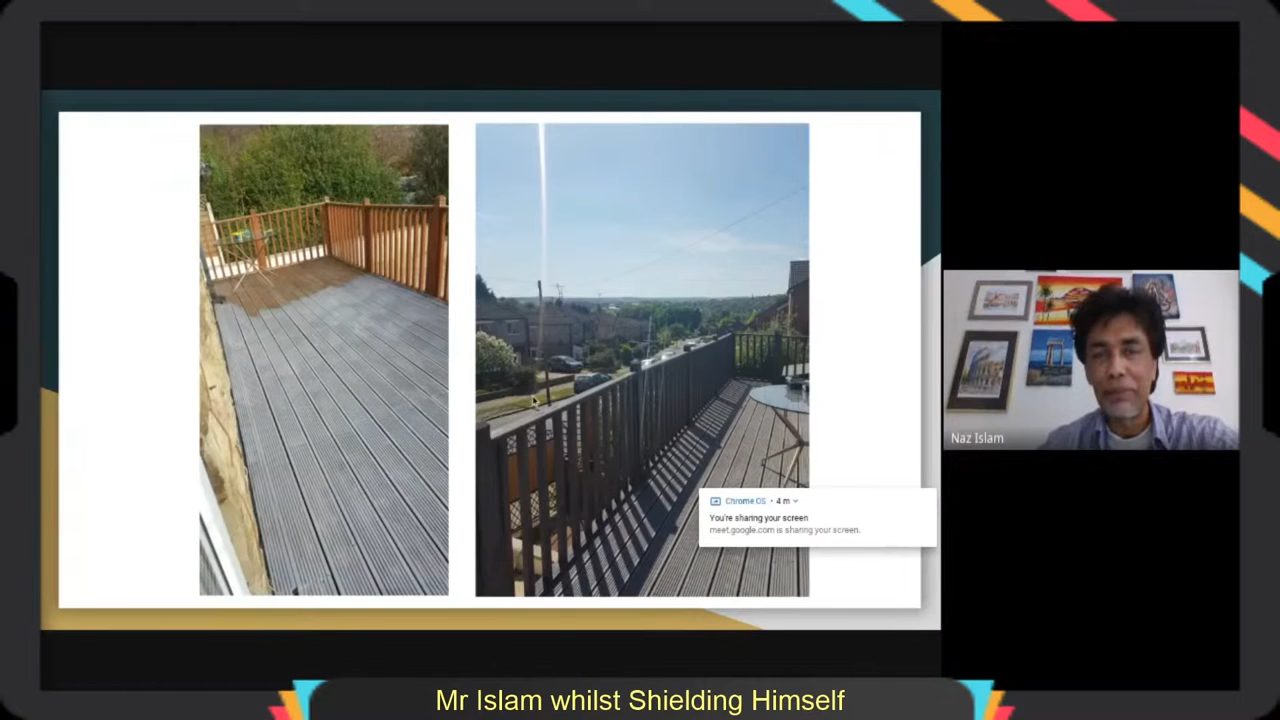 Naz Islam
Chrome OS • 4 m
You're sharing your screen
meet.google.com is sharing your screen.
Mr Islam whilst Shielding Himself